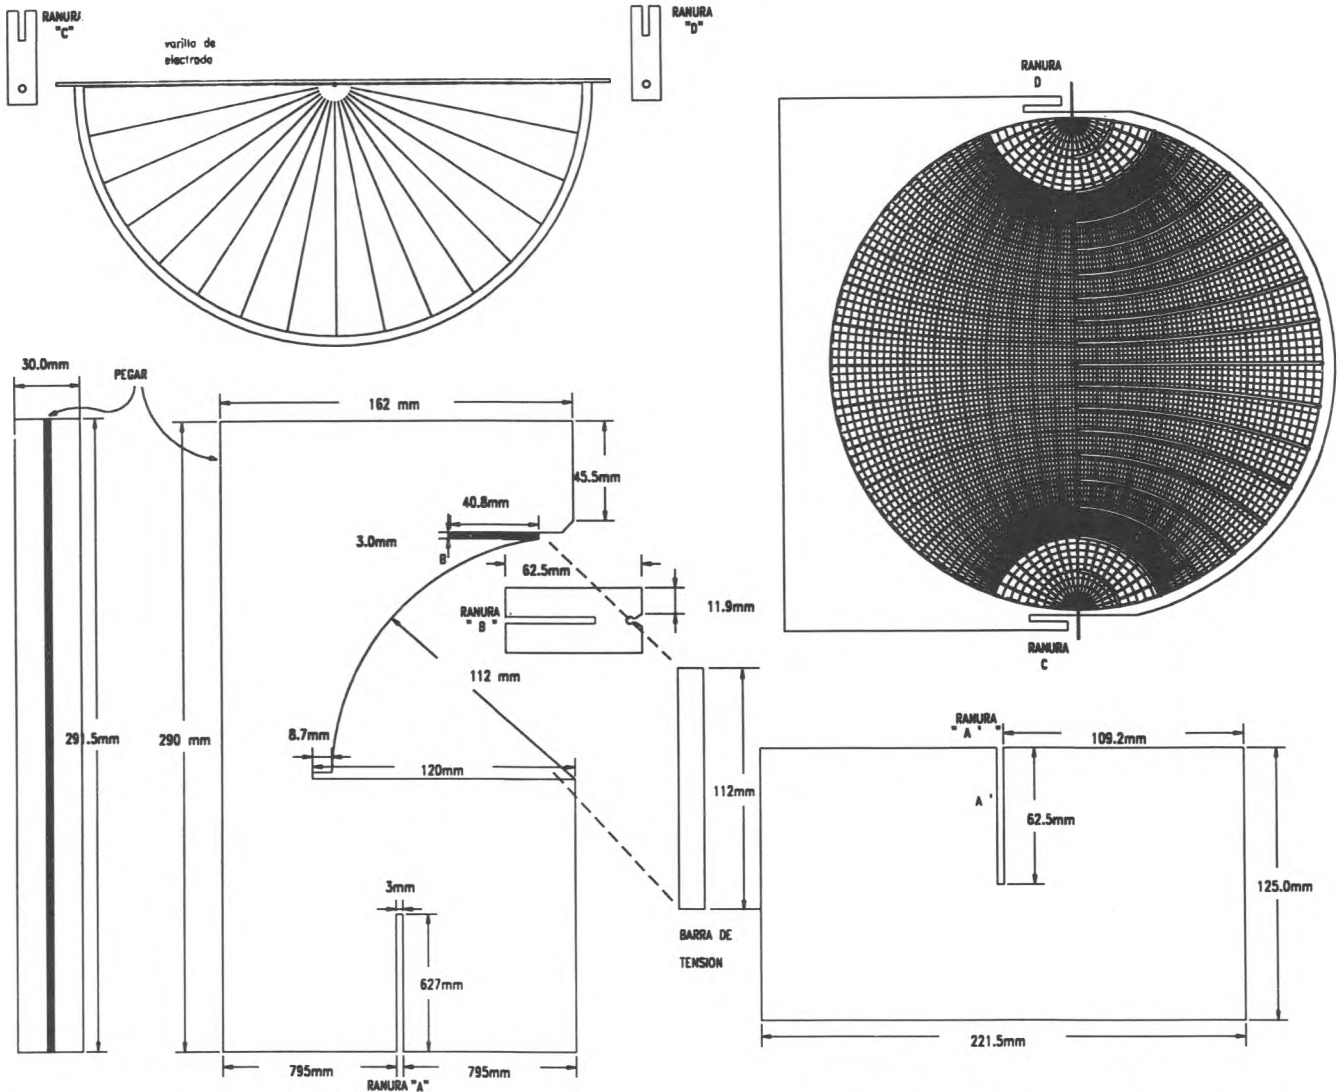 RANURA
"C"
varilla de
electrodo
RANURA
"D"
RANURA
D
30.0mm
PEGAR
162 mm
45.5mm
40.8mm
3.0mm
B
62.5mm
11.9mm
RANURA
" B "
RANURA
C
112 mm
291.5mm
290 mm
8.7mm
120mm
RANURA
" A ' "
109.2mm
112mm
A '
62.5mm
125.0mm
3mm
BARRA DE
TENSION
627mm
221.5mm
795mm
795mm
RANURA "A"